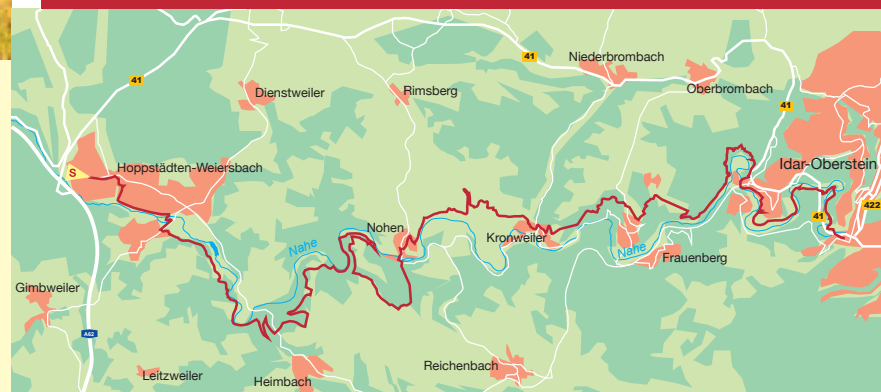 41
Niederbrombach
41
Dienstweiler
Rimsberg
Oberbrombach
41
Hoppstädten-Weiersbach
S
Idar-Oberstein
422
41
Nohen
Nahe
Kronweiler
Nahe
Frauenberg
Gimbweiler
A62
Leitzweiler
Heimbach
Reichenbach